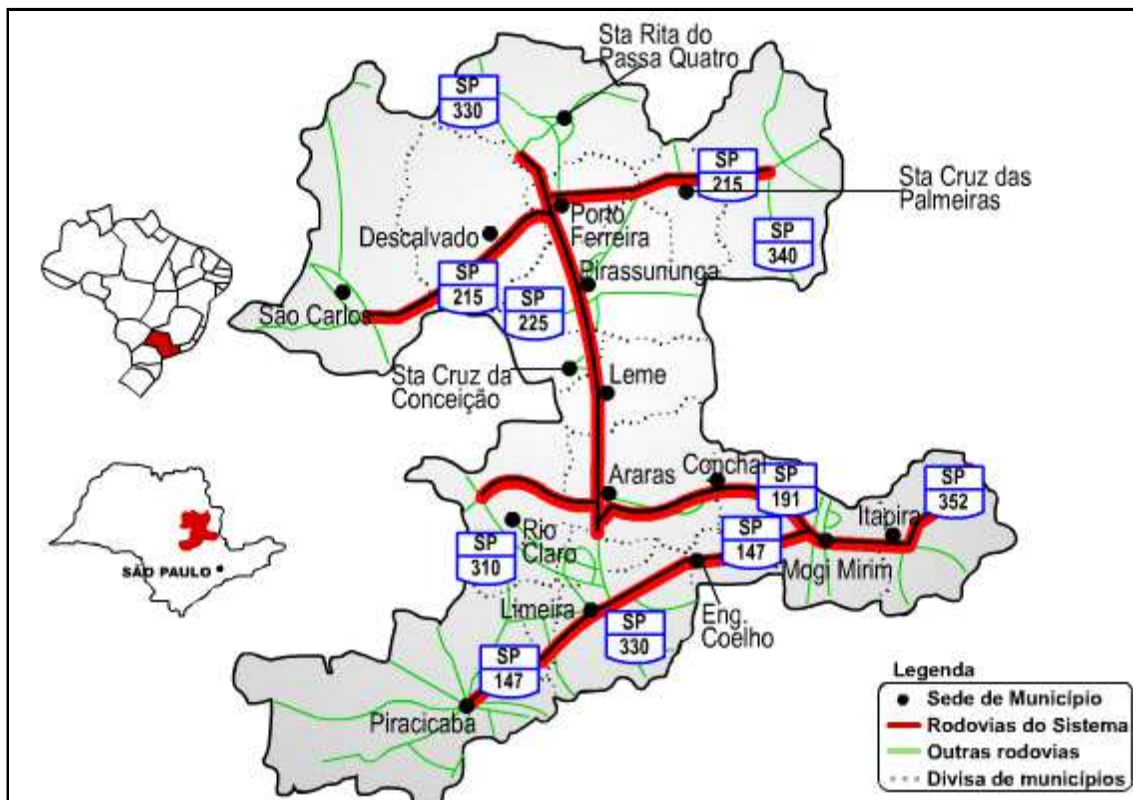 Sta Rita do
Passa Quatro
SP
330
SP
215
Sta Cruz das
Palmeiras
Porto
Ferreira
Descalvado
SP
340
Pirassununga
SP
215
SP
225
São Carlos
Sta Cruz da
Conceição
Leme
Araras
Conchal
SP
191
SP
352
Itapira
Rio
Claro
SP
310
SP
147
Mogi Mirim
SÃO PAULO
Limeira
Eng.
Coelho
SP
330
SP
147
Piracicaba
Legenda
Sede de Município
Rodovias do Sistema
Outras rodovias
Divisa de municípios